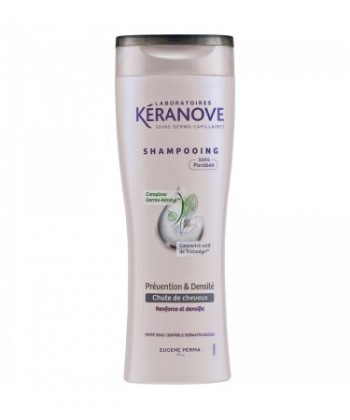 LABORATOIRES
KÉRANOVE
SOINS DERMO-CAPILLAIRES
SHAMPOOING
sans
Paraben
Complexe
Dermo-Kératyl
Concentré actif
de Trichodyn
Prévention & Densité
Chute de cheveux
Renforce et densifie
TESTÉ SOUS CONTRÔLE DERMATOLOGIQUE
EUGENE PERMA